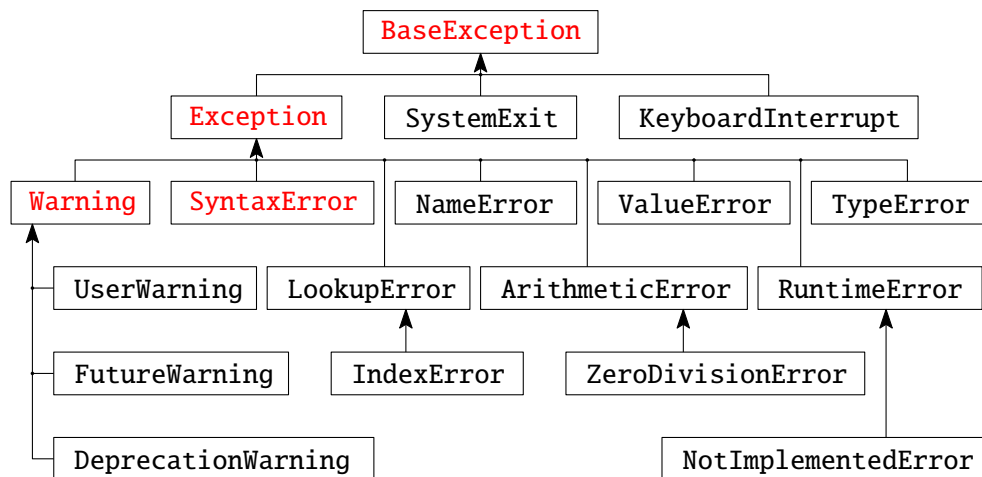 BaseException
Exception SystemExit KeyboardInterrupt
Warning SyntaxError NameError ValueError TypeError
UserWarning LookupError ArithmeticError RuntimeError
FutureWarning IndexError ZeroDivisionError
DeprecationWarning NotImplementedError